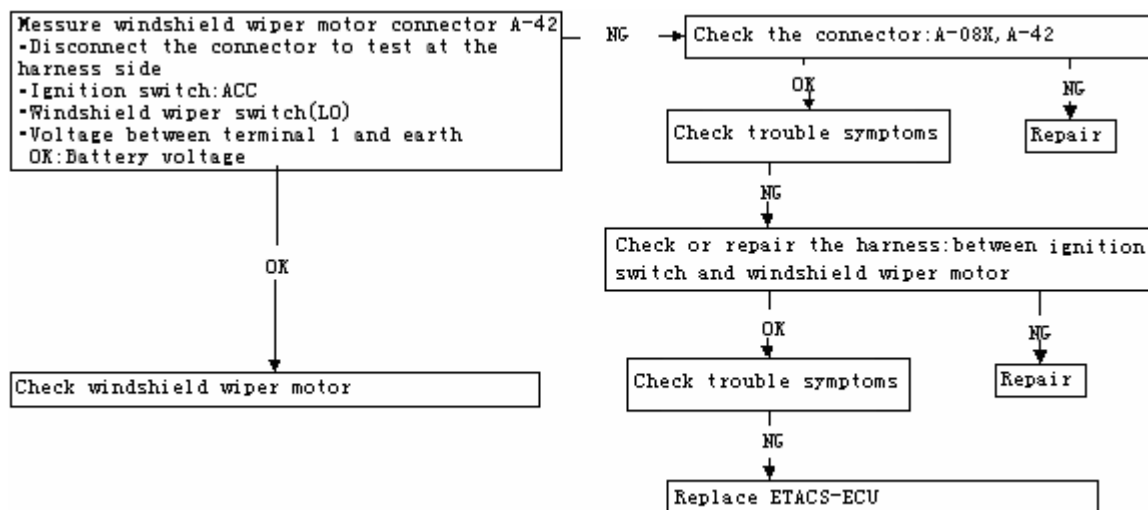 Messure windshield wiper motor connector A-42
-Disconnect the connector to test at the
harness side
-Ignition switch:ACC
-Windshield wiper switch(LO)
-Voltage between terminal 1 and earth
OK:Battery voltage
NG
Check the connector:A-08X,A-42
OK
NG
Check trouble symptoms
Repair
NG
Check or repair the harness:between ignition
switch and windshield wiper motor
OK
OK
NG
Check windshield wiper motor
Check trouble symptoms
Repair
NG
Replace ETACS-ECU